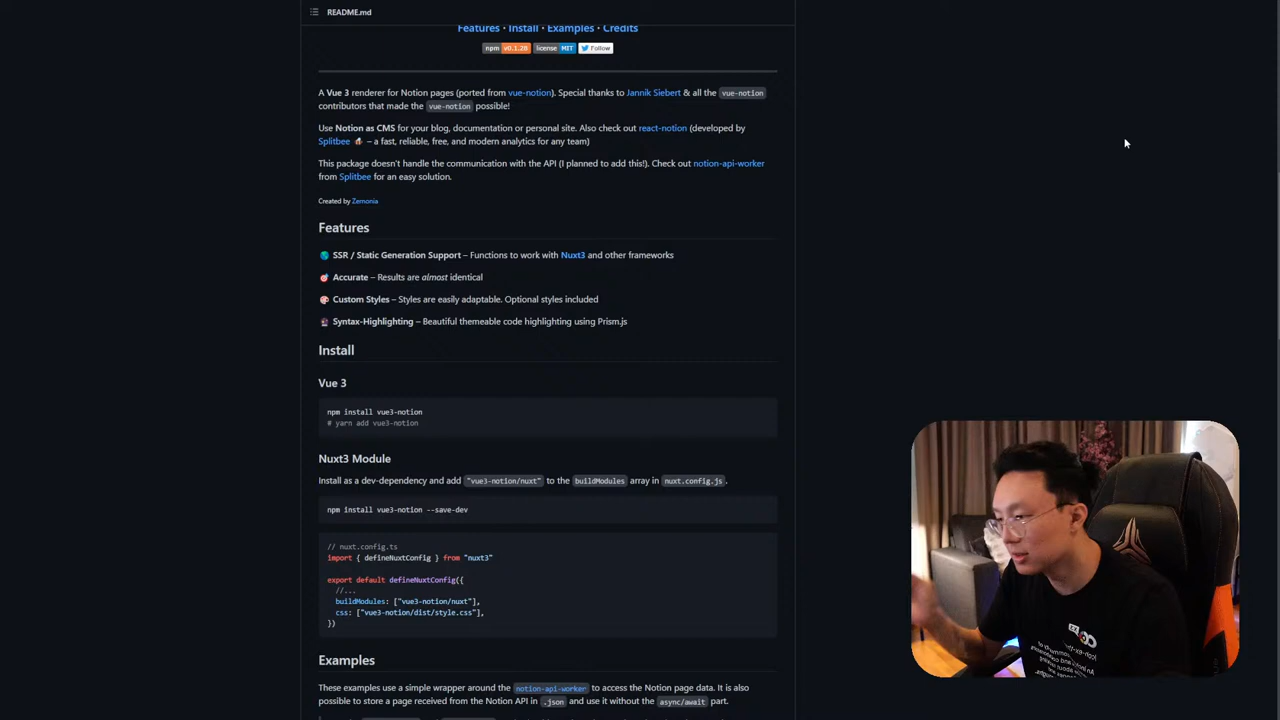 README.md
Features · Install · Examples · Credits
npm v0.1.28 license MIT Follow
A Vue 3 renderer for Notion pages (ported from vue-notion). Special thanks to Jannik Siebert & all the vue-notion
contributors that made the vue-notion possible!
Use Notion as CMS for your blog, documentation or personal site. Also check out react-notion (developed by
Splitbee – a fast, reliable, free, and modern analytics for any team)
This package doesn't handle the communication with the API (I planned to add this!). Check out notion-api-worker
from Splitbee for an easy solution.
Created by Zernonia
Features
SSR / Static Generation Support – Functions to work with Nuxt3 and other frameworks
Accurate – Results are almost identical
Custom Styles – Styles are easily adaptable. Optional styles included
Syntax-Highlighting – Beautiful themeable code highlighting using Prism.js
Install
Vue 3
npm install vue3-notion
# yarn add vue3-notion
Nuxt3 Module
Install as a dev-dependency and add "vue3-notion/nuxt" to the buildModules array in nuxt.config.js.
npm install vue3-notion --save-dev
// nuxt.config.ts
import { defineNuxtConfig } from "nuxt3"
export default defineNuxtConfig({
//...
buildModules: ["vue3-notion/nuxt"],
css: ["vue3-notion/dist/style.css"],
})
Examples
These examples use a simple wrapper around the notion-api-worker to access the Notion page data. It is also
possible to store a page received from the Notion API in .json and use it without the async/await part.